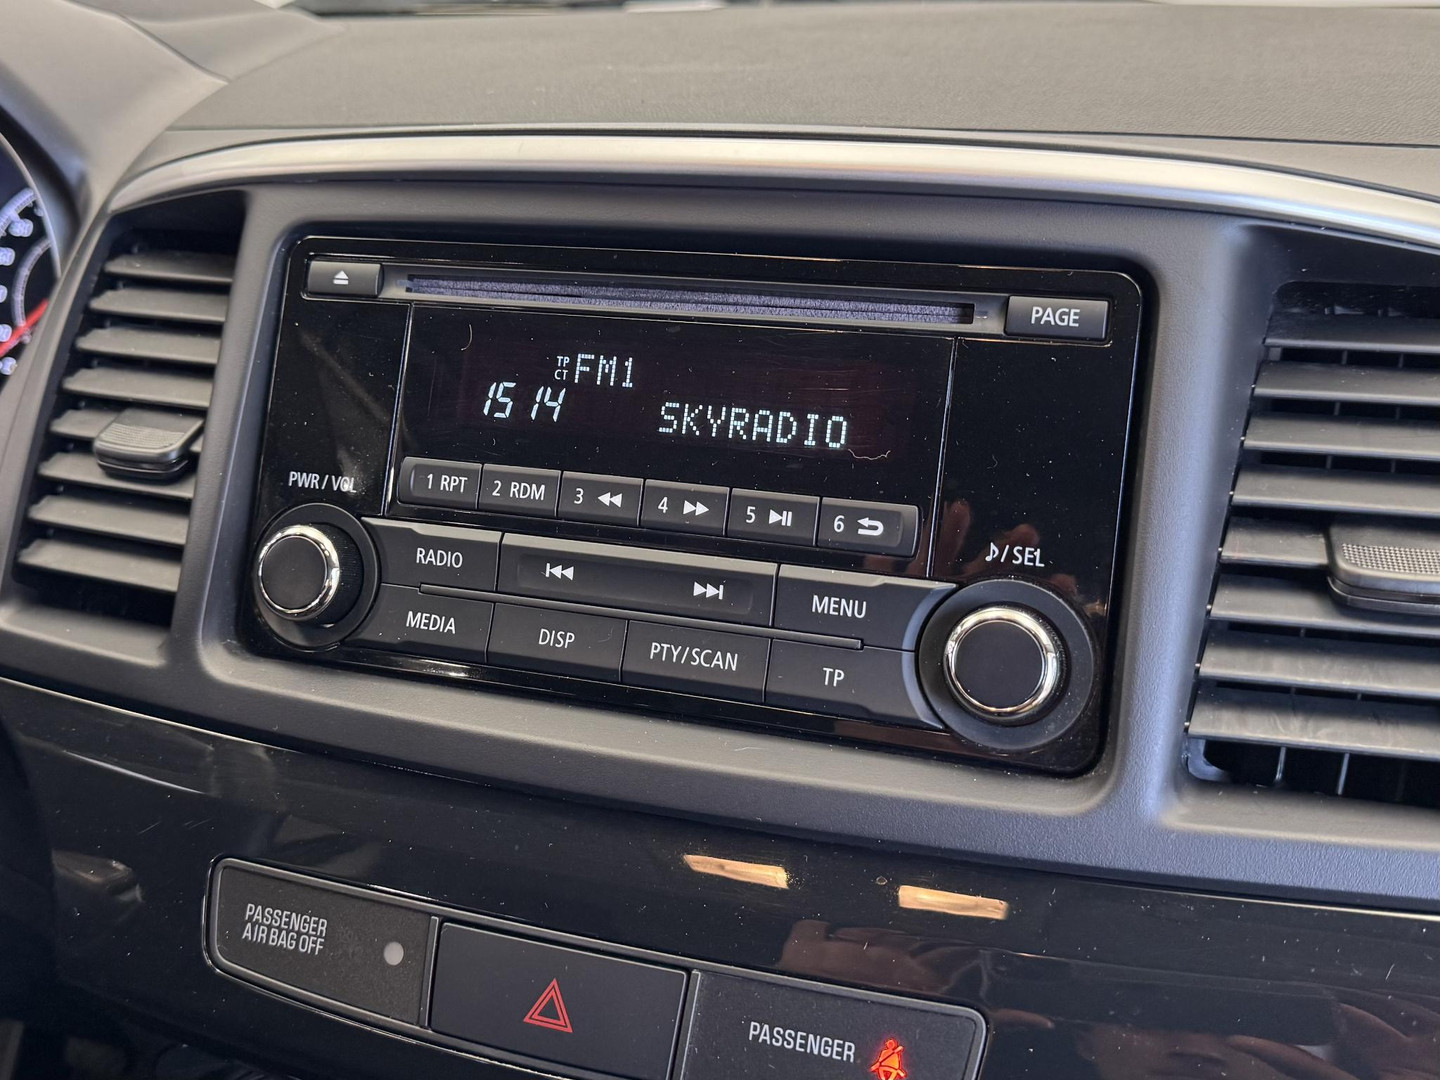 PAGE
TP
CT
FM1
15 14
SKYRADIO
PWR / VOL
1 RPT
2 RDM
3
4
5
6
♪/ SEL
RADIO
MENU
MEDIA
DISP
PTY/SCAN
TP
PASSENGER
AIR BAG OFF
PASSENGER